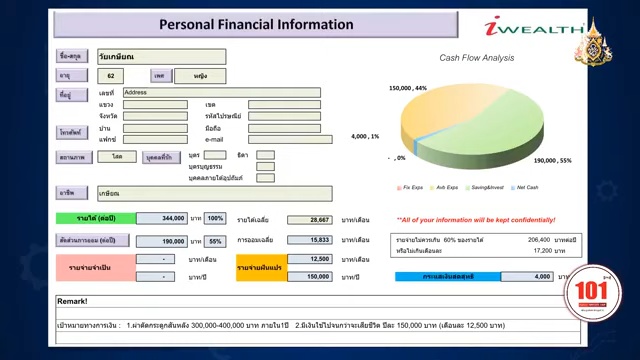 Personal Financial Information
iWEALTH
ชื่อ-สกุล วัยเกษียณ
Cash Flow Analysis
อายุ 62 เพศ หญิง
ที่อยู่ เลขที่ Address
แขวง เขต
จังหวัด รหัสไปรษณีย์
โทรศัพท์ บ้าน มือถือ
แฟกซ์ e-mail
150,000, 44%
4,000, 1%
- , 0%
190,000, 55%
สถานภาพ โสด บุคคลที่รัก บุตร ธิดา
บุตรบุญธรรม
บุคคลภายใต้อุปถัมภ์
Fix Exps Avb Exps Saving&Invest Net Cash
อาชีพ เกษียณ
รายได้ (ต่อปี) 344,000 บาท 100% รายได้เฉลี่ย 28,667 บาท/เดือน
**All of your information will be kept confidentially!
สัดส่วนการออม (ต่อปี) 190,000 บาท 55% การออมเฉลี่ย 15,833 บาท/เดือน
รายจ่ายไม่ควรเกิน 60% ของรายได้ 206,400 บาทต่อปี
หรือไม่เกินเดือนละ 17,200 บาท
รายจ่ายจำเป็น - บาท/เดือน รายจ่ายผันแปร 12,500 บาท/เดือน
- บาท/ปี 150,000 บาท/ปี
กระแสเงินสดสุทธิ 4,000 บาท/
101
Remark!
เป้าหมายทางการเงิน : 1.ผ่าตัดกระดูกสันหลัง 300,000-400,000 บาท ภายใน1ปี 2.มีเงินใช้ไปจนกว่าจะเสียชีวิต ปีละ 150,000 บาท (เดือนละ 12,500 บาท)